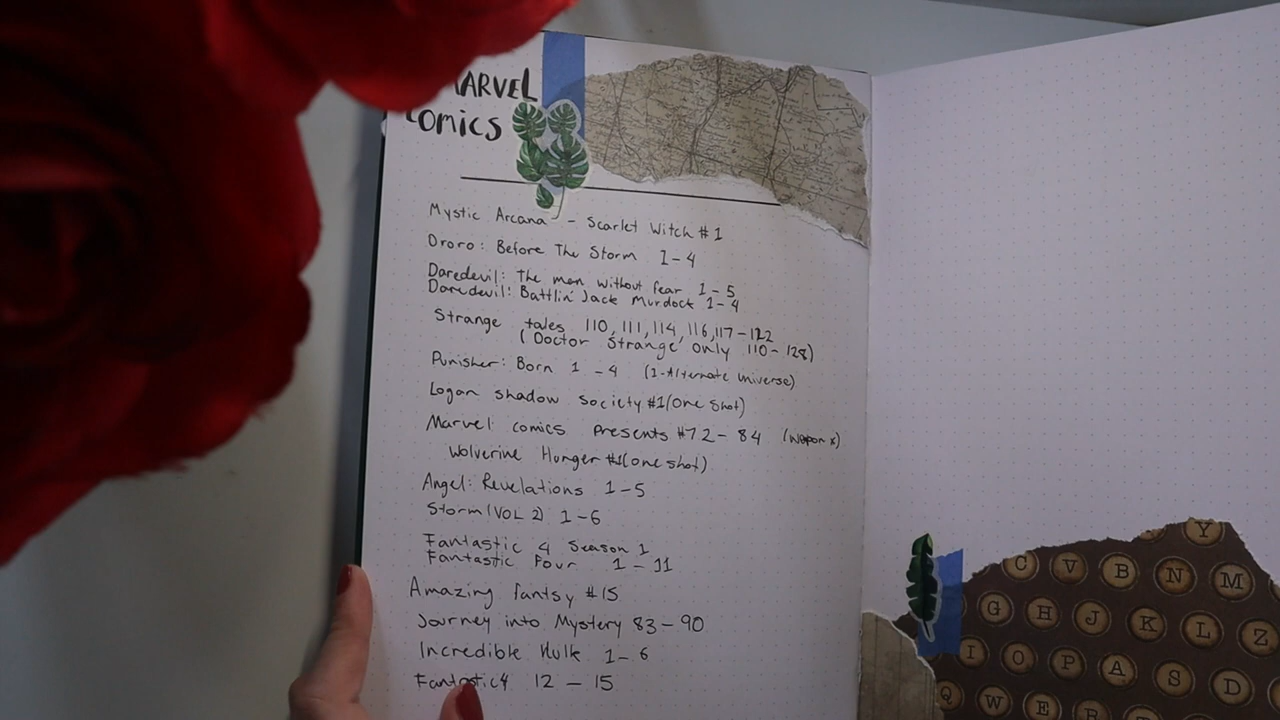 MARVEL
COMICS
Mystic Arcana - Scarlet Witch #1
Ororo: Before The Storm 1-4
Daredevil: The man without fear 1-5
Daredevil: Battlin' Jack Murdock 1-4
Strange tales 110, 111, 114, 116, 117-122
(Doctor Strange only 110-128)
Punisher: Born 1 - 4 (1-Alternate Universe)
Logan shadow society #1 (one shot)
Marvel comics presents #72-84 (weapon x)
Wolverine Hunger #1 (one shot)
Angel: Revelations 1-5
Storm (VOL 2) 1-6
Fantastic 4 Season 1
Fantastic Four 1 - 11
Amazing fantsy #15
Journey into Mystery 83-90
Incredible Hulk 1- 6
Fantastic 4 12 - 15
Y
C V B N M
G H J K L Z
I O P A S D
Q W E R